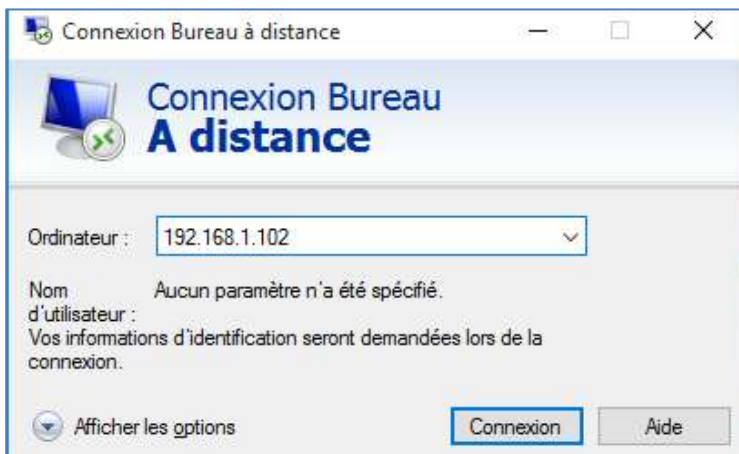 Connexion Bureau à distance
Connexion Bureau
A distance
Ordinateur :
192.168.1.102
Nom
d'utilisateur :
Aucun paramètre n'a été spécifié.
Vos informations d'identification seront demandées lors de la
connexion.
Afficher les options
Connexion
Aide